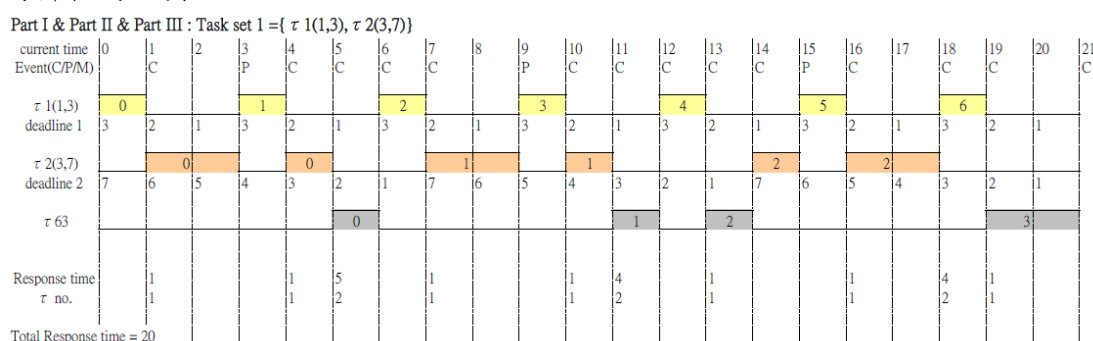 Part I & Part II & Part III : Task set 1 ={ τ 1(1,3), τ 2(3,7)}
current time 0 1 2 3 4 5 6 7 8 9 10 11 12 13 14 15 16 17 18 19 20 21
Event(C/P/M) C P C C C C P C C C C C P C C C C
τ 1(1,3) 0 1 2 3 4 5 6
deadline 1 3 2 1 3 2 1 3 2 1 3 2 1 3 2 1 3 2 1 3 2 1
τ 2(3,7) 0 0 1 1 2 2
deadline 2 7 6 5 4 3 2 1 7 6 5 4 3 2 1 7 6 5 4 3 2 1
τ 63 0 1 2 3
Response time 1 1 5 1 1 4 1 1 4 1
τ no. 1 1 2 1 1 2 1 1 2 1
Total Response time = 20